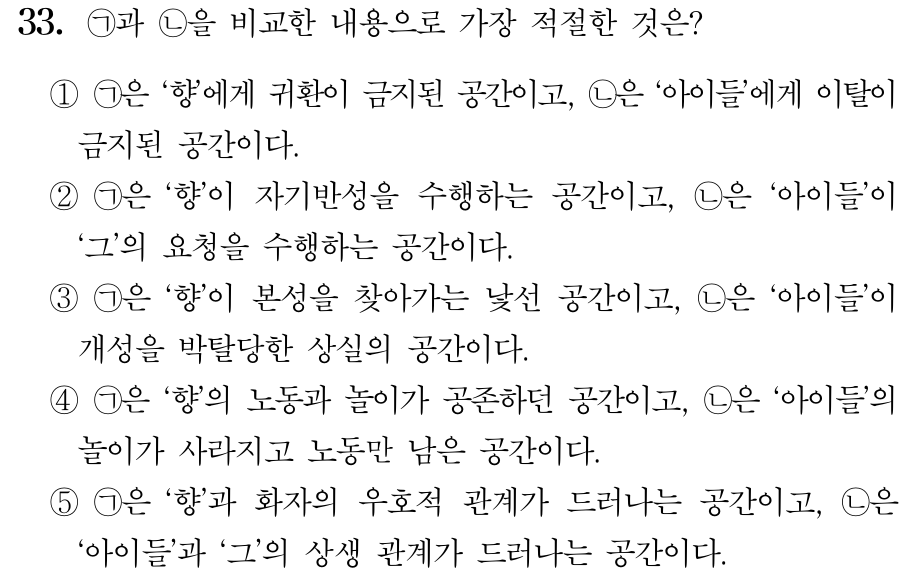 33. ㉠과 ㉡을 비교한 내용으로 가장 적절한 것은?
① ㉠은 ‘향’에게 귀환이 금지된 공간이고, ㉡은 ‘아이들’에게 이탈이
금지된 공간이다.
② ㉠은 ‘향’이 자기반성을 수행하는 공간이고, ㉡은 ‘아이들’이
‘그’의 요청을 수행하는 공간이다.
③ ㉠은 ‘향’이 본성을 찾아가는 낯선 공간이고, ㉡은 ‘아이들’이
개성을 박탈당한 상실의 공간이다.
④ ㉠은 ‘향’의 노동과 놀이가 공존하던 공간이고, ㉡은 ‘아이들’의
놀이가 사라지고 노동만 남은 공간이다.
⑤ ㉠은 ‘향’과 화자의 우호적 관계가 드러나는 공간이고, ㉡은
‘아이들’과 ‘그’의 상생 관계가 드러나는 공간이다.